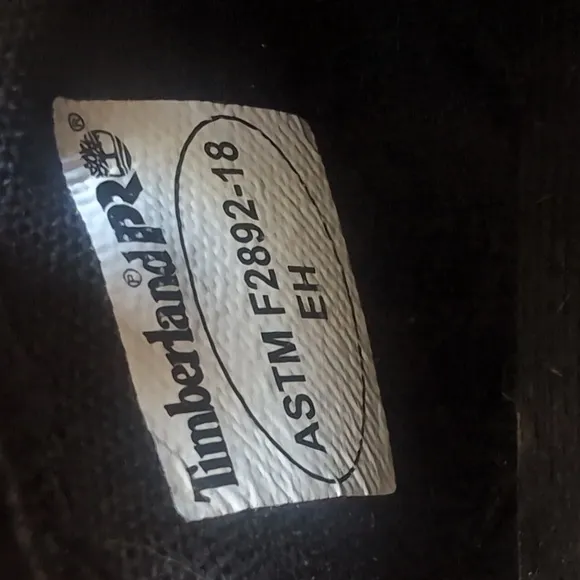 Timberland PRO®
ASTM F2892-18
EH